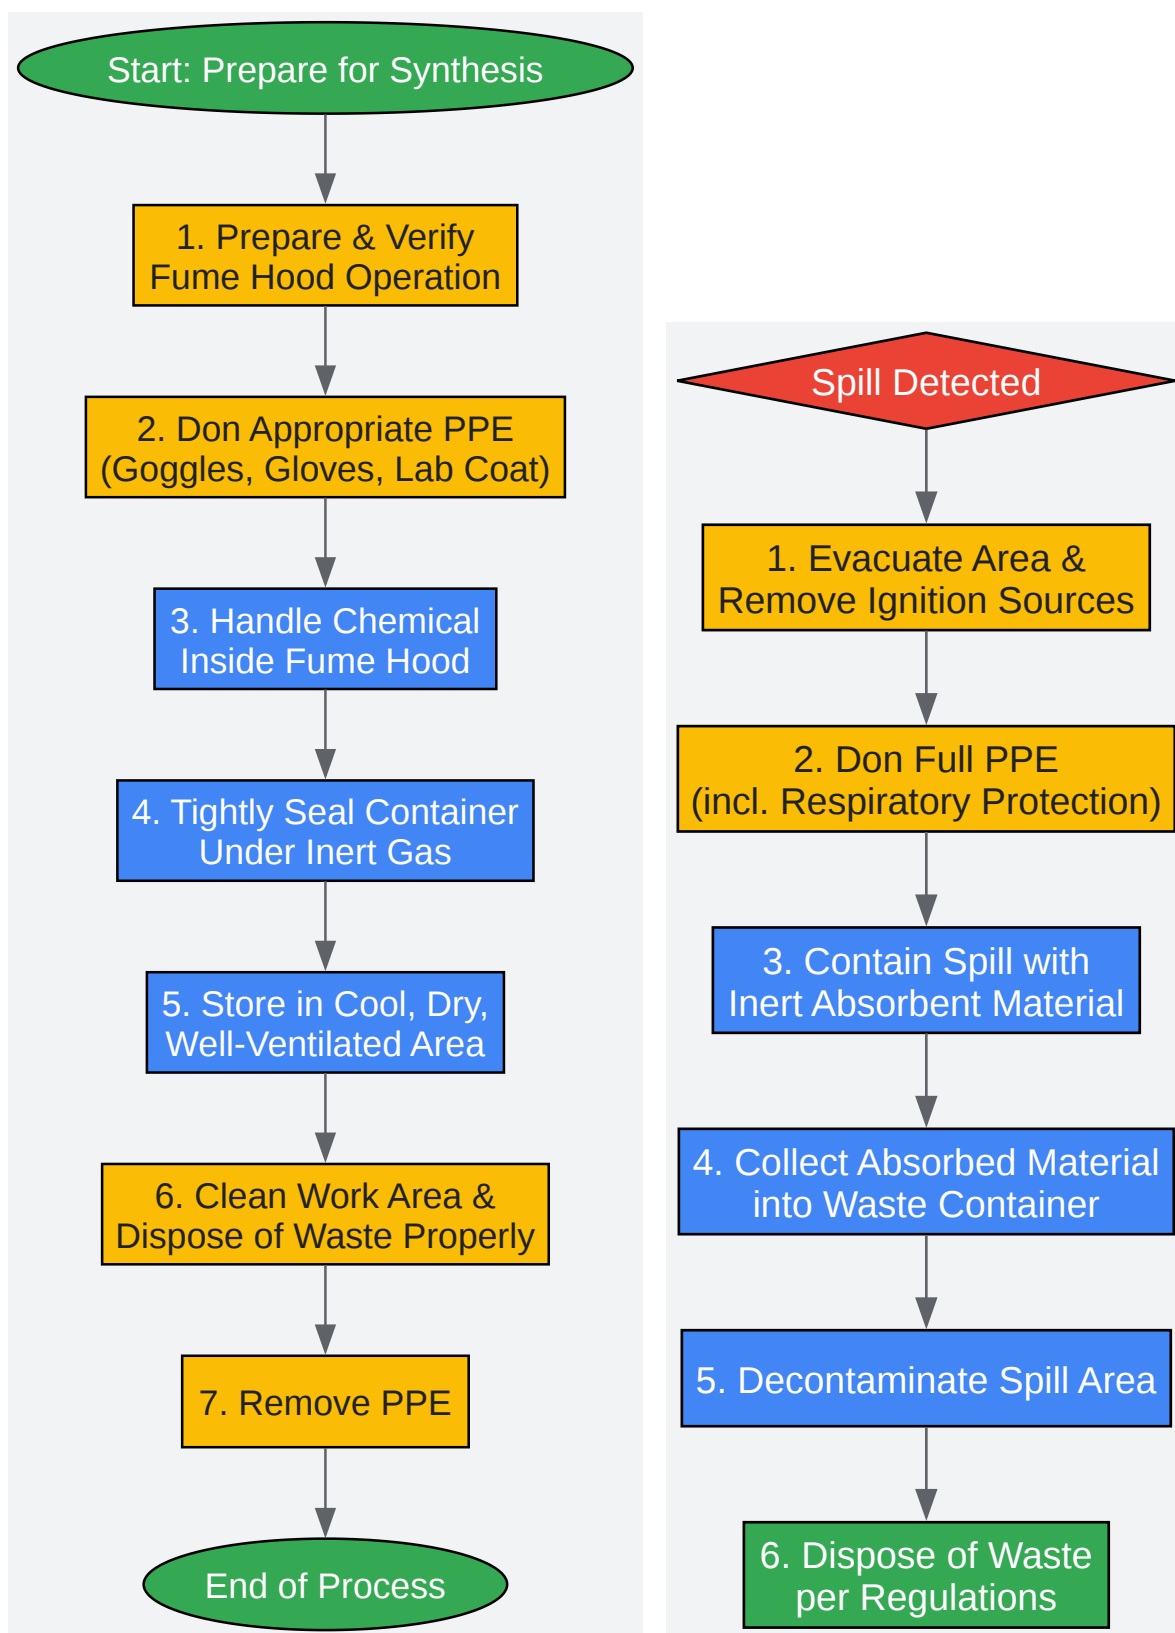 Start: Prepare for Synthesis
1. Prepare & Verify
Fume Hood Operation
2. Don Appropriate PPE
(Goggles, Gloves, Lab Coat)
3. Handle Chemical
Inside Fume Hood
4. Tightly Seal Container
Under Inert Gas
5. Store in Cool, Dry,
Well-Ventilated Area
6. Clean Work Area &
Dispose of Waste Properly
7. Remove PPE
End of Process
Spill Detected
1. Evacuate Area &
Remove Ignition Sources
2. Don Full PPE
(incl. Respiratory Protection)
3. Contain Spill with
Inert Absorbent Material
4. Collect Absorbed Material
into Waste Container
5. Decontaminate Spill Area
6. Dispose of Waste
per Regulations